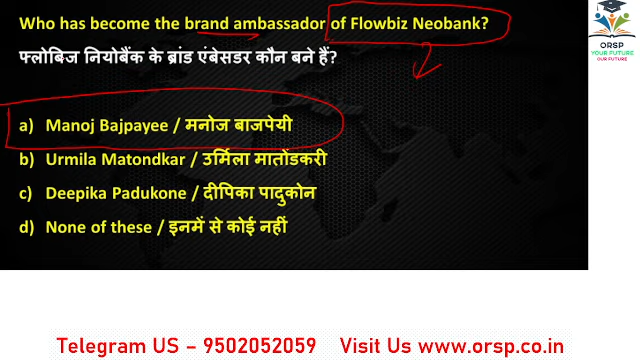 Who has become the brand ambassador of Flowbiz Neobank?
फ्लोबिज नियोबैंक के ब्रांड एंबेसडर कौन बने हैं?
a) Manoj Bajpayee / मनोज बाजपेयी
b) Urmila Matondkar / उर्मिला मातोंडकरी
c) Deepika Padukone / दीपिका पादुकोन
d) None of these / इनमें से कोई नहीं
ORSP
YOUR FUTURE
OUR FUTURE
Telegram US – 9502052059 Visit Us www.orsp.co.in